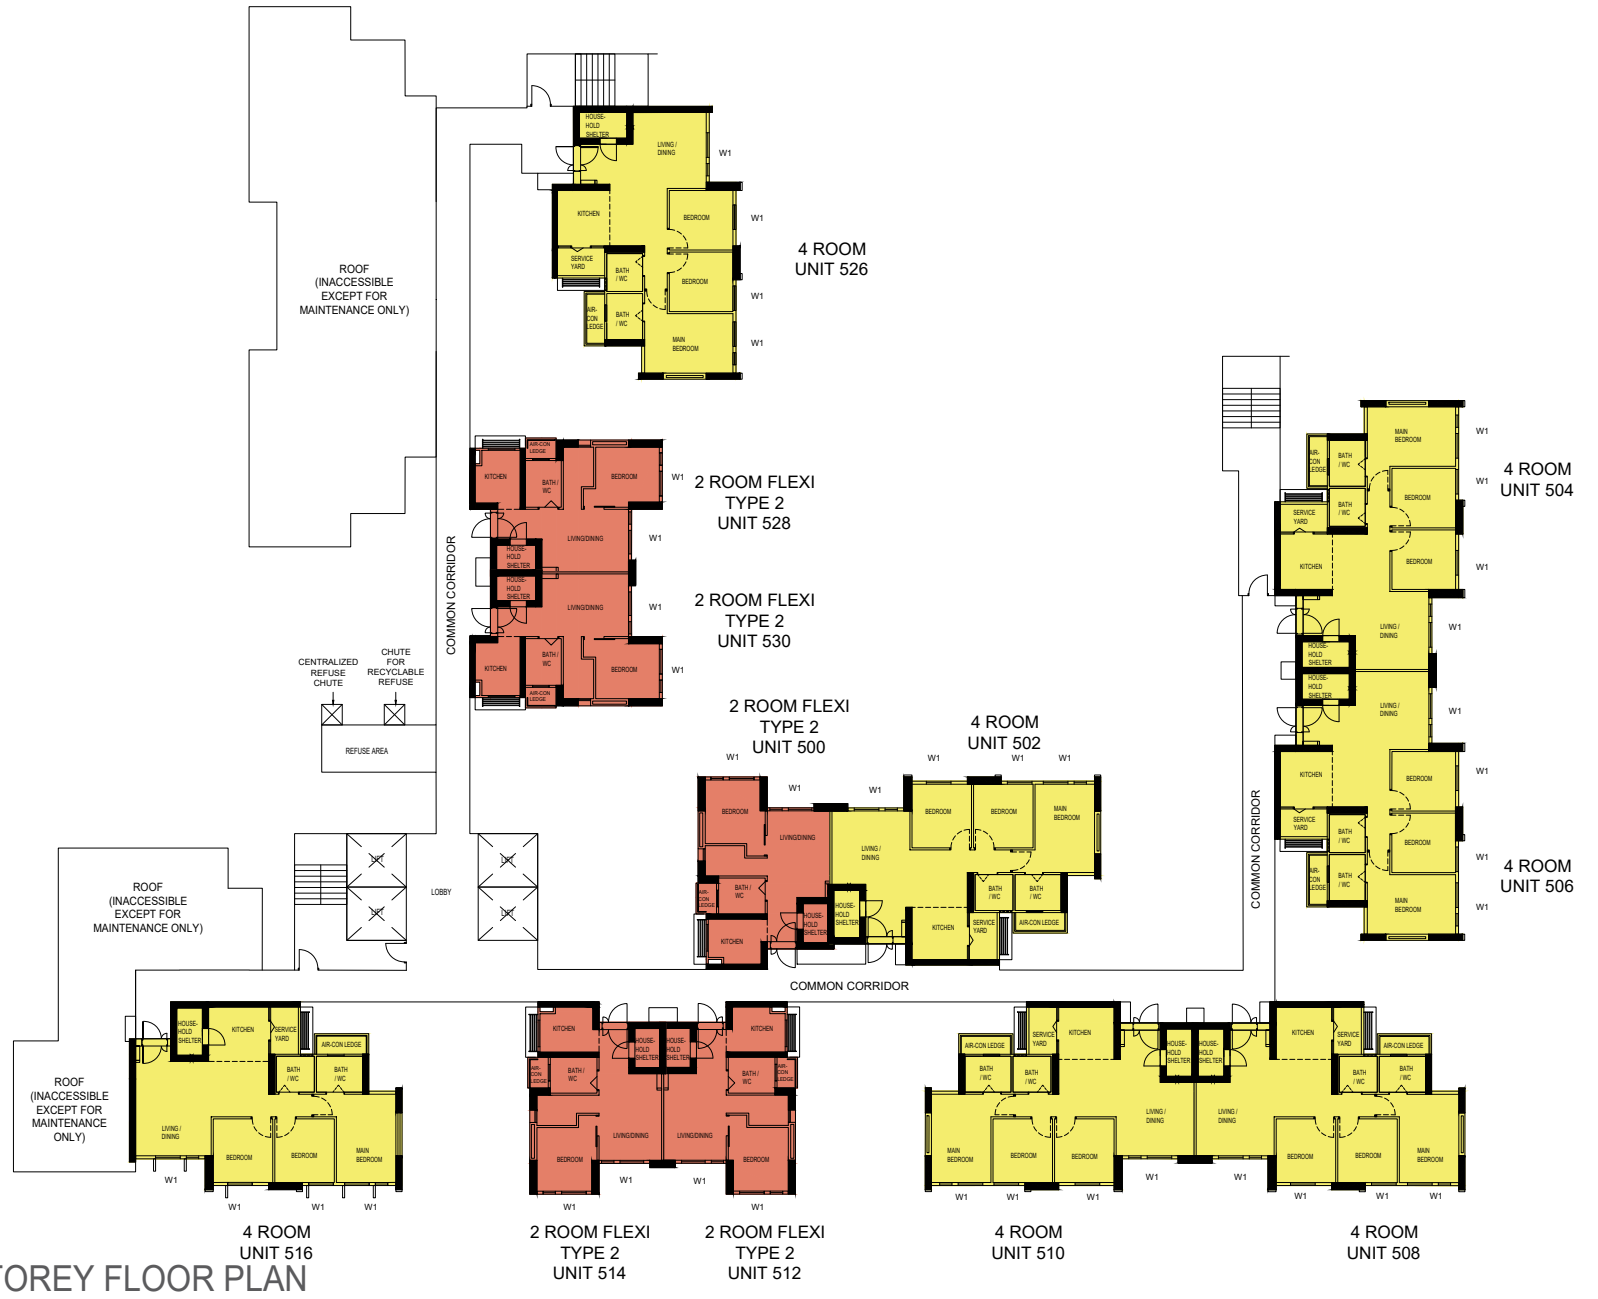 HOUSE-
HOLD
SHELTER
LIVING /
DINING
W1
KITCHEN
BEDROOM
W1
SERVICE
YARD
BATH
/ WC
BEDROOM
W1
AIR-
CON
LEDGE
BATH
/ WC
MAIN
BEDROOM
W1
4 ROOM
UNIT 526
ROOF
(INACCESSIBLE
EXCEPT FOR
MAINTENANCE ONLY)
AIR-CON
LEDGE
KITCHEN
BATH /
WC
BEDROOM
W1
LIVING/DINING
W1
HOUSE-
HOLD
SHELTER
2 ROOM FLEXI
TYPE 2
UNIT 528
HOUSE-
HOLD
SHELTER
LIVING/DINING
W1
KITCHEN
BATH /
WC
BEDROOM
W1
AIR-CON
LEDGE
2 ROOM FLEXI
TYPE 2
UNIT 530
COMMON CORRIDOR
CENTRALIZED
REFUSE
CHUTE
CHUTE
FOR
RECYCLABLE
REFUSE
REFUSE AREA
MAIN
BEDROOM
W1
AIR-
CON
LEDGE
BATH
/ WC
BEDROOM
W1
BATH
/ WC
SERVICE
YARD
KITCHEN
BEDROOM
W1
LIVING /
DINING
W1
HOUSE-
HOLD
SHELTER
4 ROOM
UNIT 504
HOUSE-
HOLD
SHELTER
LIVING /
DINING
W1
KITCHEN
BEDROOM
W1
SERVICE
YARD
BATH
/ WC
BEDROOM
W1
AIR-
CON
LEDGE
BATH
/ WC
MAIN
BEDROOM
W1
4 ROOM
UNIT 506
COMMON CORRIDOR
2 ROOM FLEXI
TYPE 2
UNIT 500
W1
W1
BEDROOM
LIVING/DINING
AIR-
CON
LEDGE
BATH /
WC
KITCHEN
HOUSE-
HOLD
SHELTER
4 ROOM
UNIT 502
W1
W1
W1
W1
LIVING /
DINING
BEDROOM
BEDROOM
MAIN
BEDROOM
HOUSE-
HOLD
SHELTER
KITCHEN
SERVICE
YARD
BATH
/ WC
BATH
/ WC
AIR-CON LEDGE
LIFT
LIFT
LOBBY
LIFT
LIFT
ROOF
(INACCESSIBLE
EXCEPT FOR
MAINTENANCE ONLY)
COMMON CORRIDOR
ROOF
(INACCESSIBLE
EXCEPT FOR
MAINTENANCE
ONLY)
HOUSE-
HOLD
SHELTER
KITCHEN
SERVICE
YARD
AIR-CON LEDGE
BATH
/ WC
BATH
/ WC
LIVING /
DINING
BEDROOM
BEDROOM
MAIN
BEDROOM
W1
W1
W1
W1
4 ROOM
UNIT 516
KITCHEN
HOUSE-
HOLD
SHELTER
AIR-
CON
LEDGE
BATH /
WC
LIVING/DINING
BEDROOM
W1
W1
2 ROOM FLEXI
TYPE 2
UNIT 514
HOUSE-
HOLD
SHELTER
KITCHEN
BATH /
WC
AIR-
CON
LEDGE
LIVING/DINING
BEDROOM
W1
W1
2 ROOM FLEXI
TYPE 2
UNIT 512
AIR-CON LEDGE
SERVICE
YARD
KITCHEN
HOUSE-
HOLD
SHELTER
BATH
/ WC
BATH
/ WC
MAIN
BEDROOM
BEDROOM
BEDROOM
LIVING /
DINING
W1
W1
W1
W1
4 ROOM
UNIT 510
HOUSE-
HOLD
SHELTER
KITCHEN
SERVICE
YARD
AIR-CON LEDGE
BATH
/ WC
BATH
/ WC
LIVING /
DINING
BEDROOM
BEDROOM
MAIN
BEDROOM
W1
W1
W1
W1
4 ROOM
UNIT 508
TOREY FLOOR PLAN